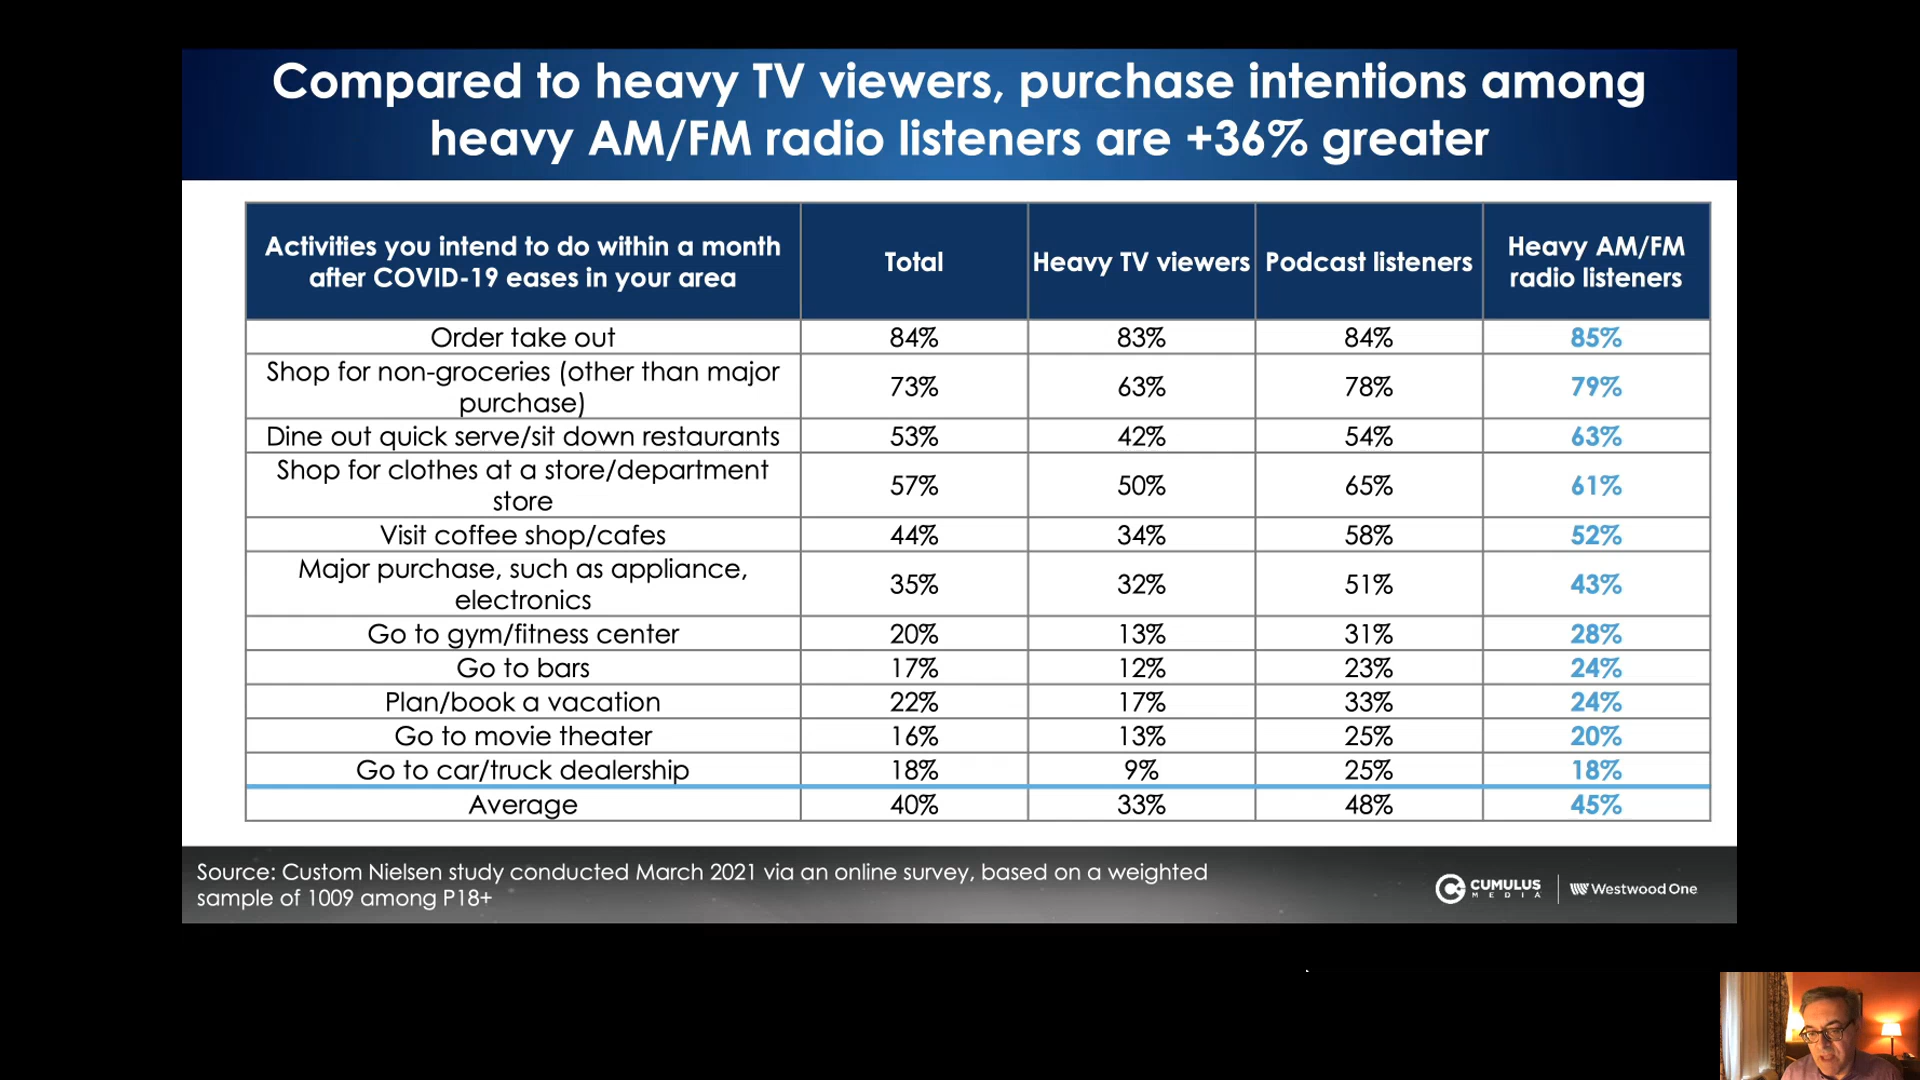 Compared to heavy TV viewers, purchase intentions among
heavy AM/FM radio listeners are +36% greater
Activities you intend to do within a month
after COVID-19 eases in your area
Total
Heavy TV viewers
Podcast listeners
Heavy AM/FM
radio listeners
Order take out 84% 83% 84% 85%
Shop for non-groceries (other than major
purchase) 73% 63% 78% 79%
Dine out quick serve/sit down restaurants 53% 42% 54% 63%
Shop for clothes at a store/department
store 57% 50% 65% 61%
Visit coffee shop/cafes 44% 34% 58% 52%
Major purchase, such as appliance,
electronics 35% 32% 51% 43%
Go to gym/fitness center 20% 13% 31% 28%
Go to bars 17% 12% 23% 24%
Plan/book a vacation 22% 17% 33% 24%
Go to movie theater 16% 13% 25% 20%
Go to car/truck dealership 18% 9% 25% 18%
Average 40% 33% 48% 45%
Source: Custom Nielsen study conducted March 2021 via an online survey, based on a weighted
sample of 1009 among P18+
CUMULUS
MEDIA
Westwood One